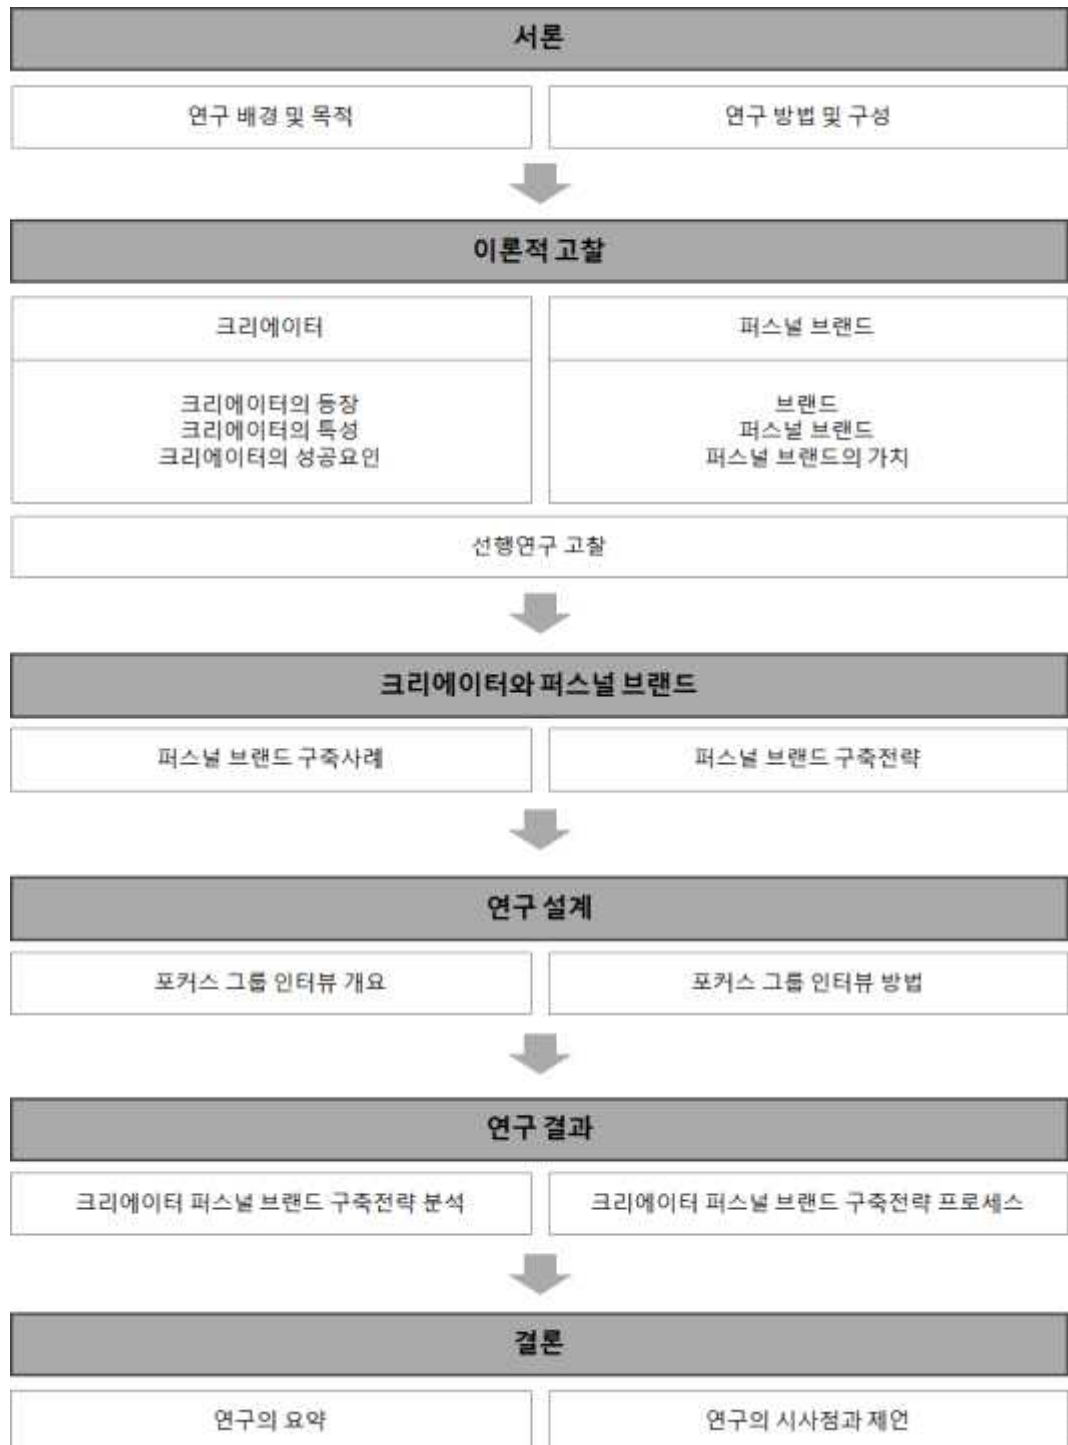 서론
연구 배경 및 목적
연구 방법 및 구성
이론적 고찰
크리에이터
퍼스널 브랜드
크리에이터의 등장
크리에이터의 특성
크리에이터의 성공요인
브랜드
퍼스널 브랜드
퍼스널 브랜드의 가치
선행연구 고찰
크리에이터와 퍼스널 브랜드
퍼스널 브랜드 구축사례
퍼스널 브랜드 구축전략
연구 설계
포커스 그룹 인터뷰 개요
포커스 그룹 인터뷰 방법
연구 결과
크리에이터 퍼스널 브랜드 구축전략 분석
크리에이터 퍼스널 브랜드 구축전략 프로세스
결론
연구의 요약
연구의 시사점과 제언